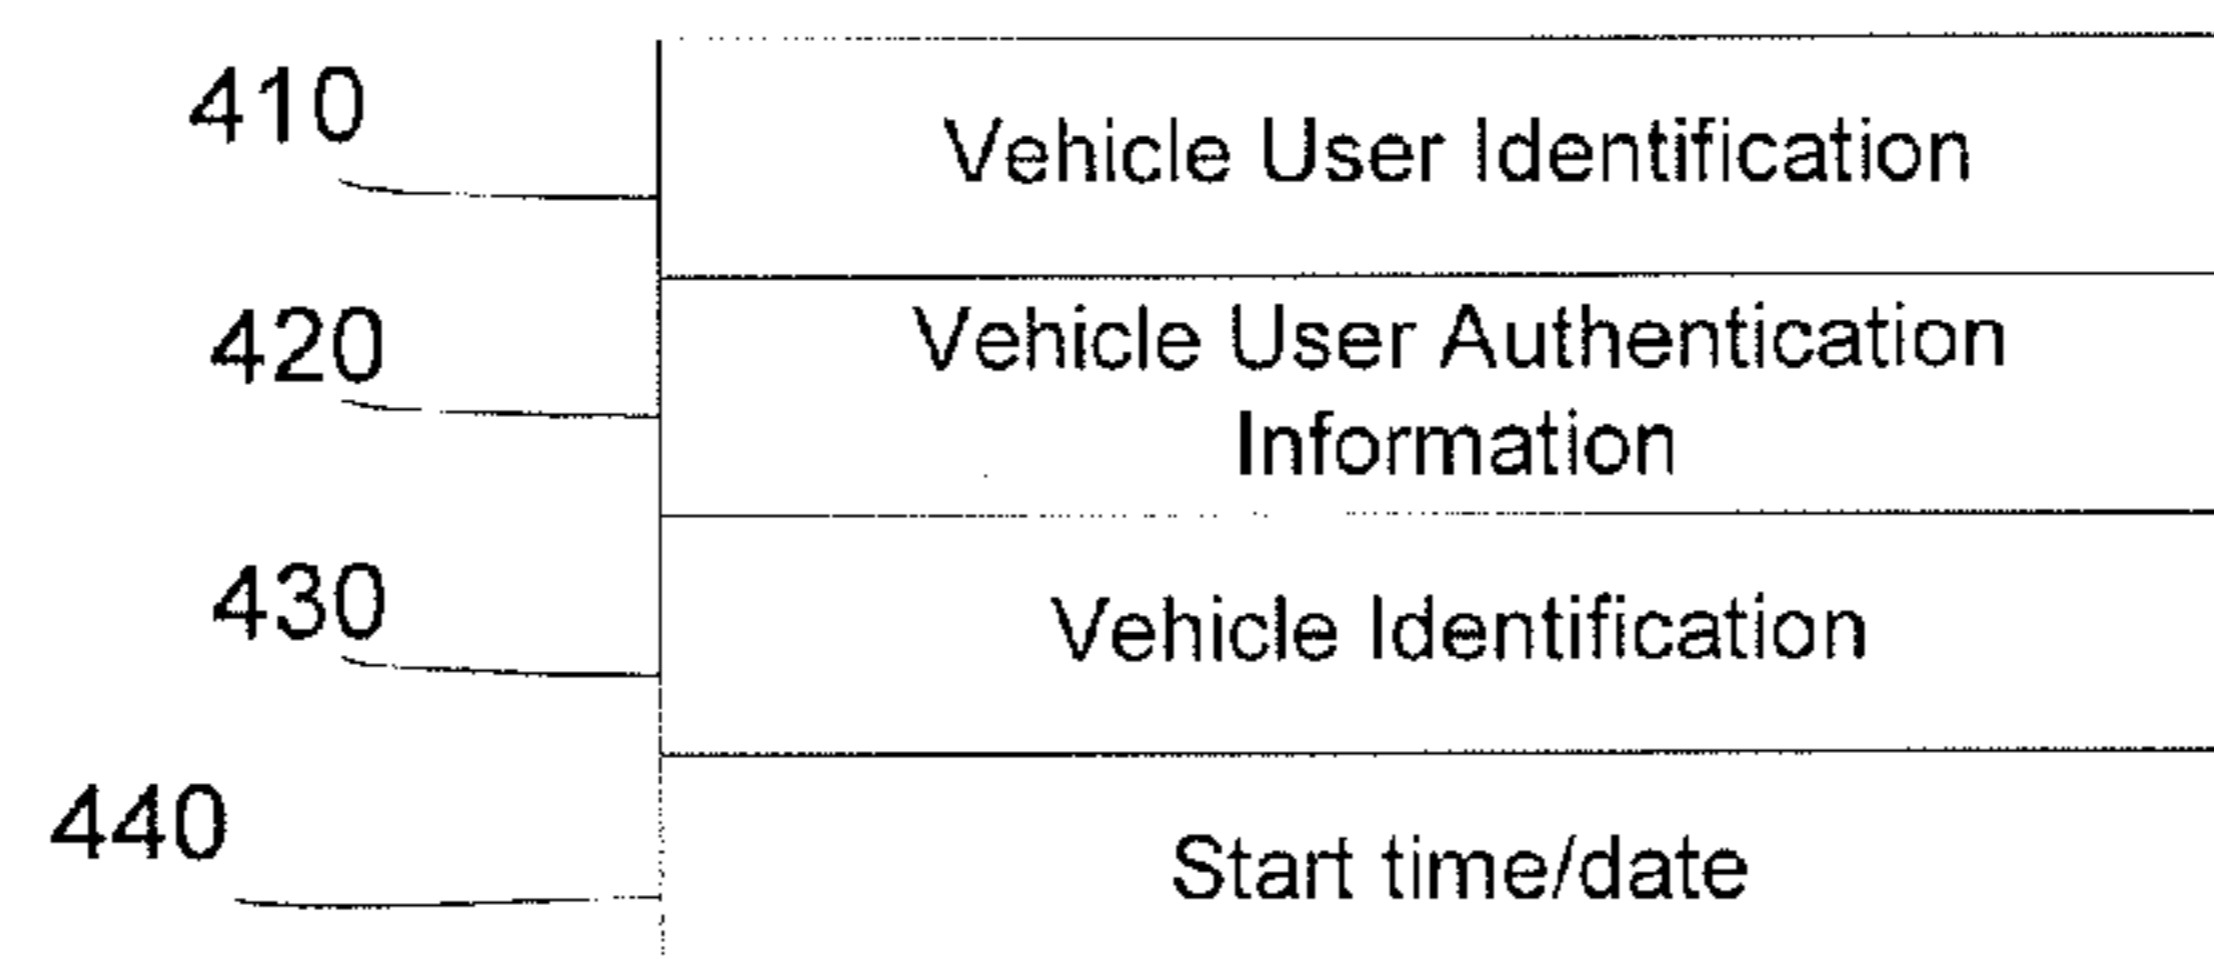 410
Vehicle User Identification
420
Vehicle User Authentication
Information
430
Vehicle Identification
440
Start time/date